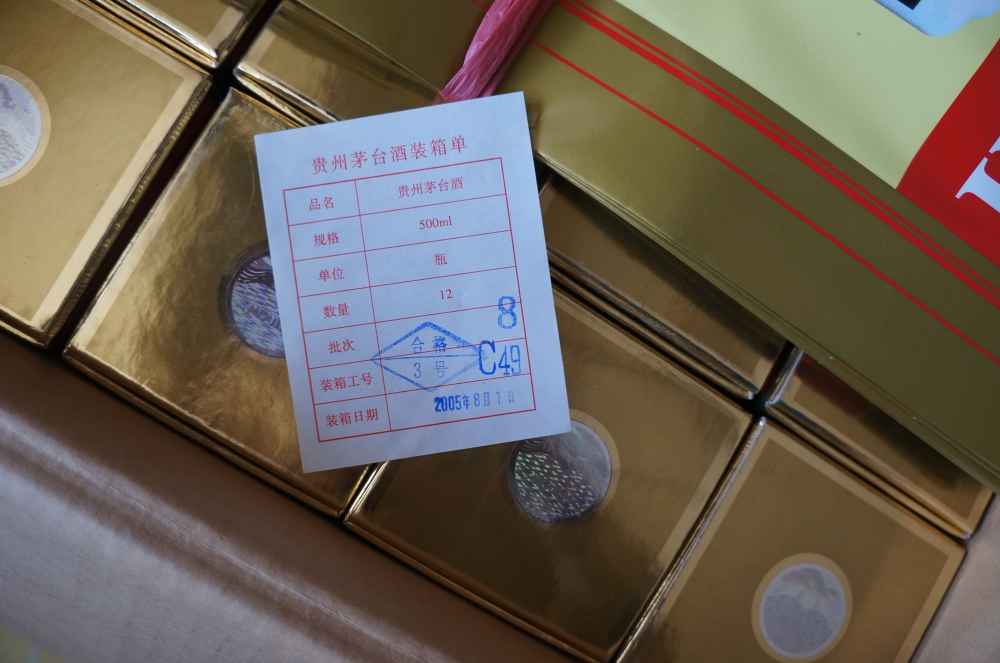 贵州茅台酒装箱单
品名 贵州茅台酒
规格 500ml
单位 瓶
数量 12
批次 8
合格
3号
装箱工号 C49
装箱日期 2005年8月1日